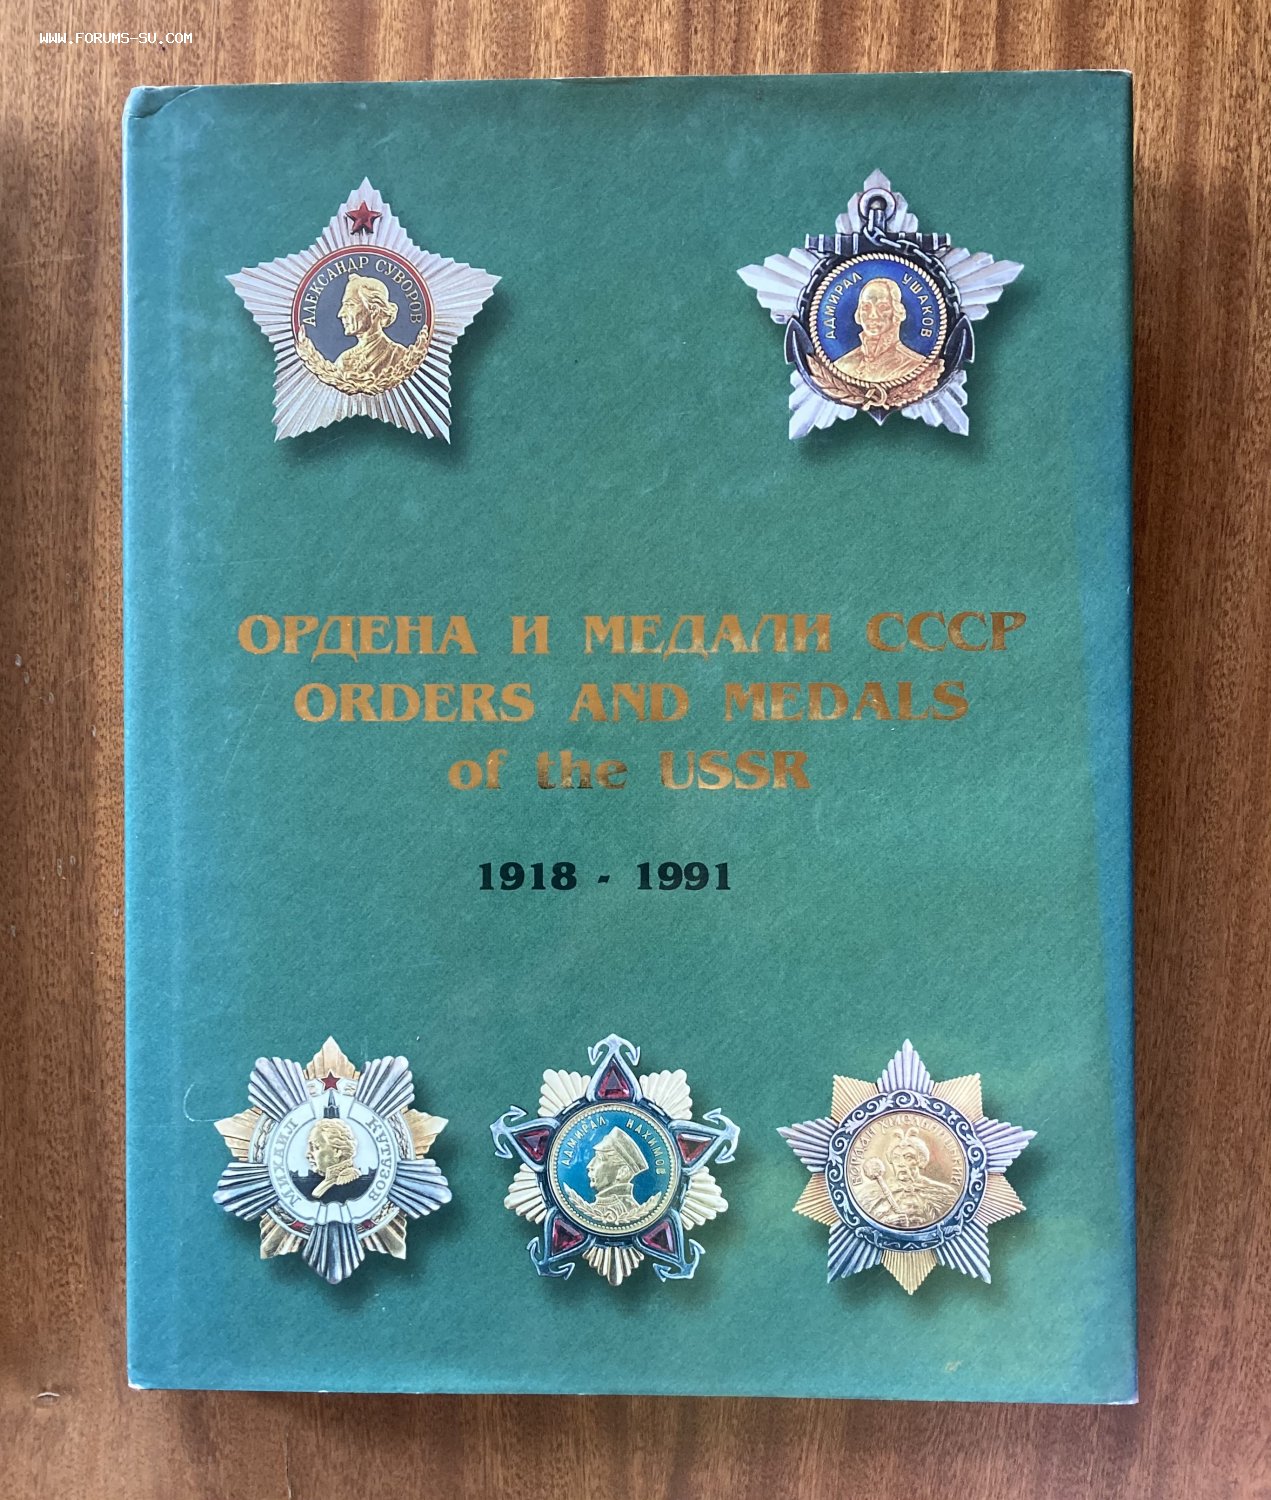 WWW.FORUMS-SU.COM
АЛЕКСАНДР СУВОРОВ
АДМИРАЛ УШАКОВ
ОРДЕНА И МЕДАЛИ СССР
ORDERS AND MEDALS
of the USSR
1918 - 1991
МИХАИЛ КУТУЗОВ
АДМИРАЛ НАХИМОВ